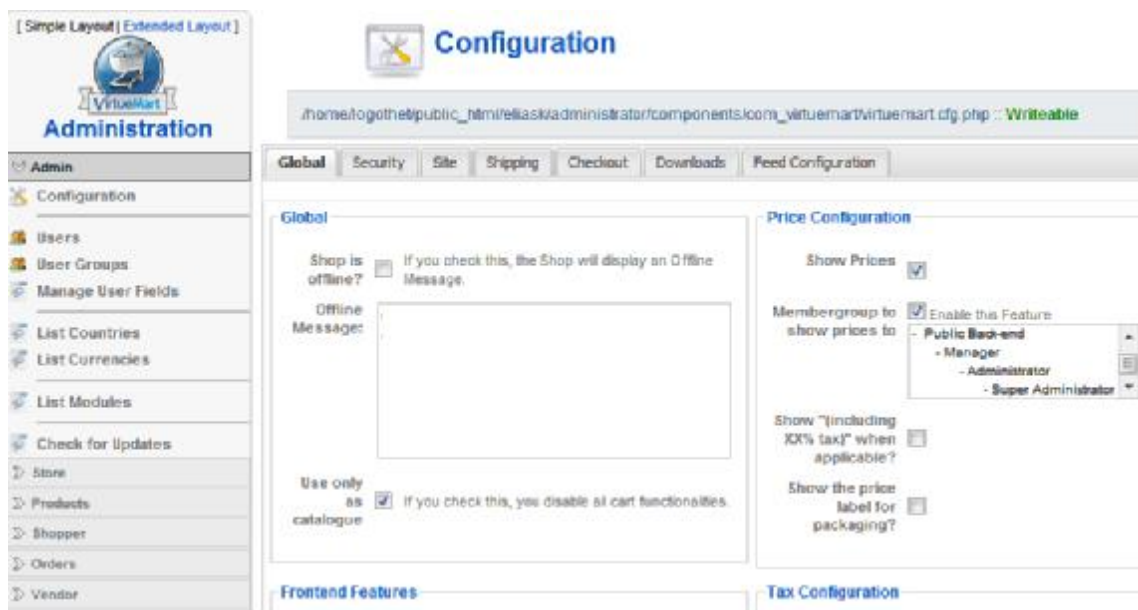 [ Simple Layout | Extended Layout ]
VirtueMart
Administration
Admin
Configuration
Users
User Groups
Manage User Fields
List Countries
List Currencies
List Modules
Check for Updates
Store
Products
Shopper
Orders
Vendor
Configuration
/home/logothet/public_html/eliask/administrator/components/com_virtuemart/virtuemart.cfg.php :: Writeable
Global Security Site Shipping Checkout Downloads Feed Configuration
Global
Shop is offline? If you check this, the Shop will display an Offline
Message.
Offline
Message:
Use only
as If you check this, you disable all cart functionalities.
catalogue
Frontend Features
Price Configuration
Show Prices
Membergroup to Enable this Feature
show prices to
- Public Back-end
- Manager
- Administrator
- Super Administrator
Show "(including
XX% tax)" when
applicable?
Show the price
label for
packaging?
Tax Configuration